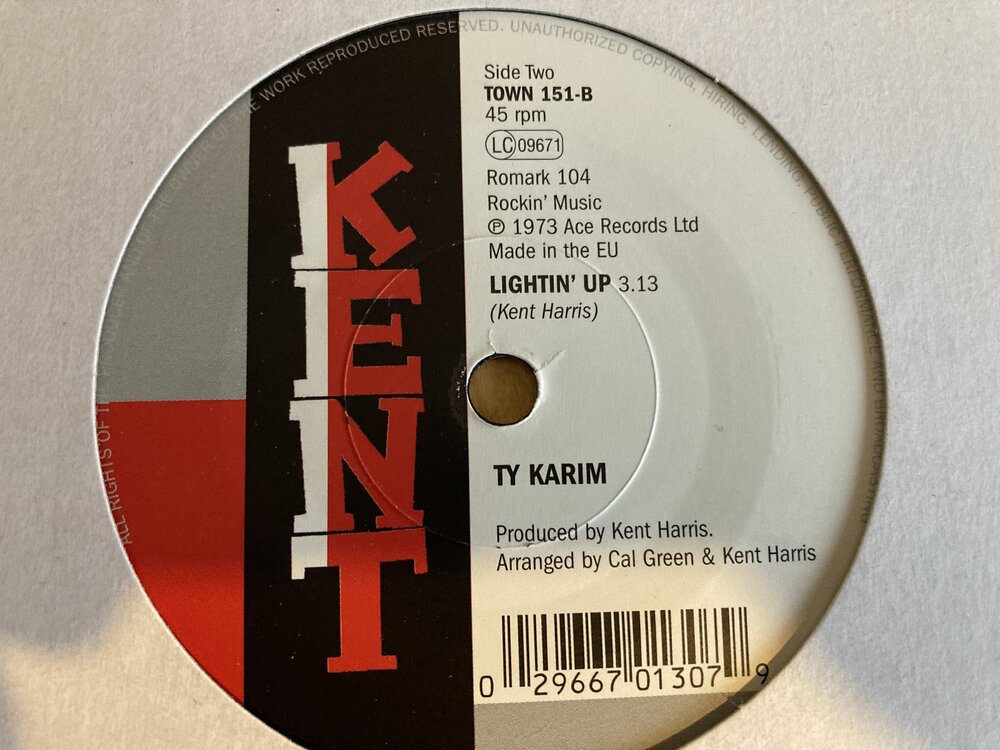 KENT
Side Two
TOWN 151-B
45 rpm
LC 09671
Romark 104
Rockin' Music
℗ 1973 Ace Records Ltd
Made in the EU
LIGHTIN' UP 3.13
(Kent Harris)
TY KARIM
Produced by Kent Harris.
Arranged by Cal Green & Kent Harris
0 29667 01307 9
ALL RIGHTS OF THE
WORK REPRODUCED RESERVED. UNAUTHORIZED COPYING, HIRING, LENDING, PUBLIC PERFORMANCE AND BROADCASTING